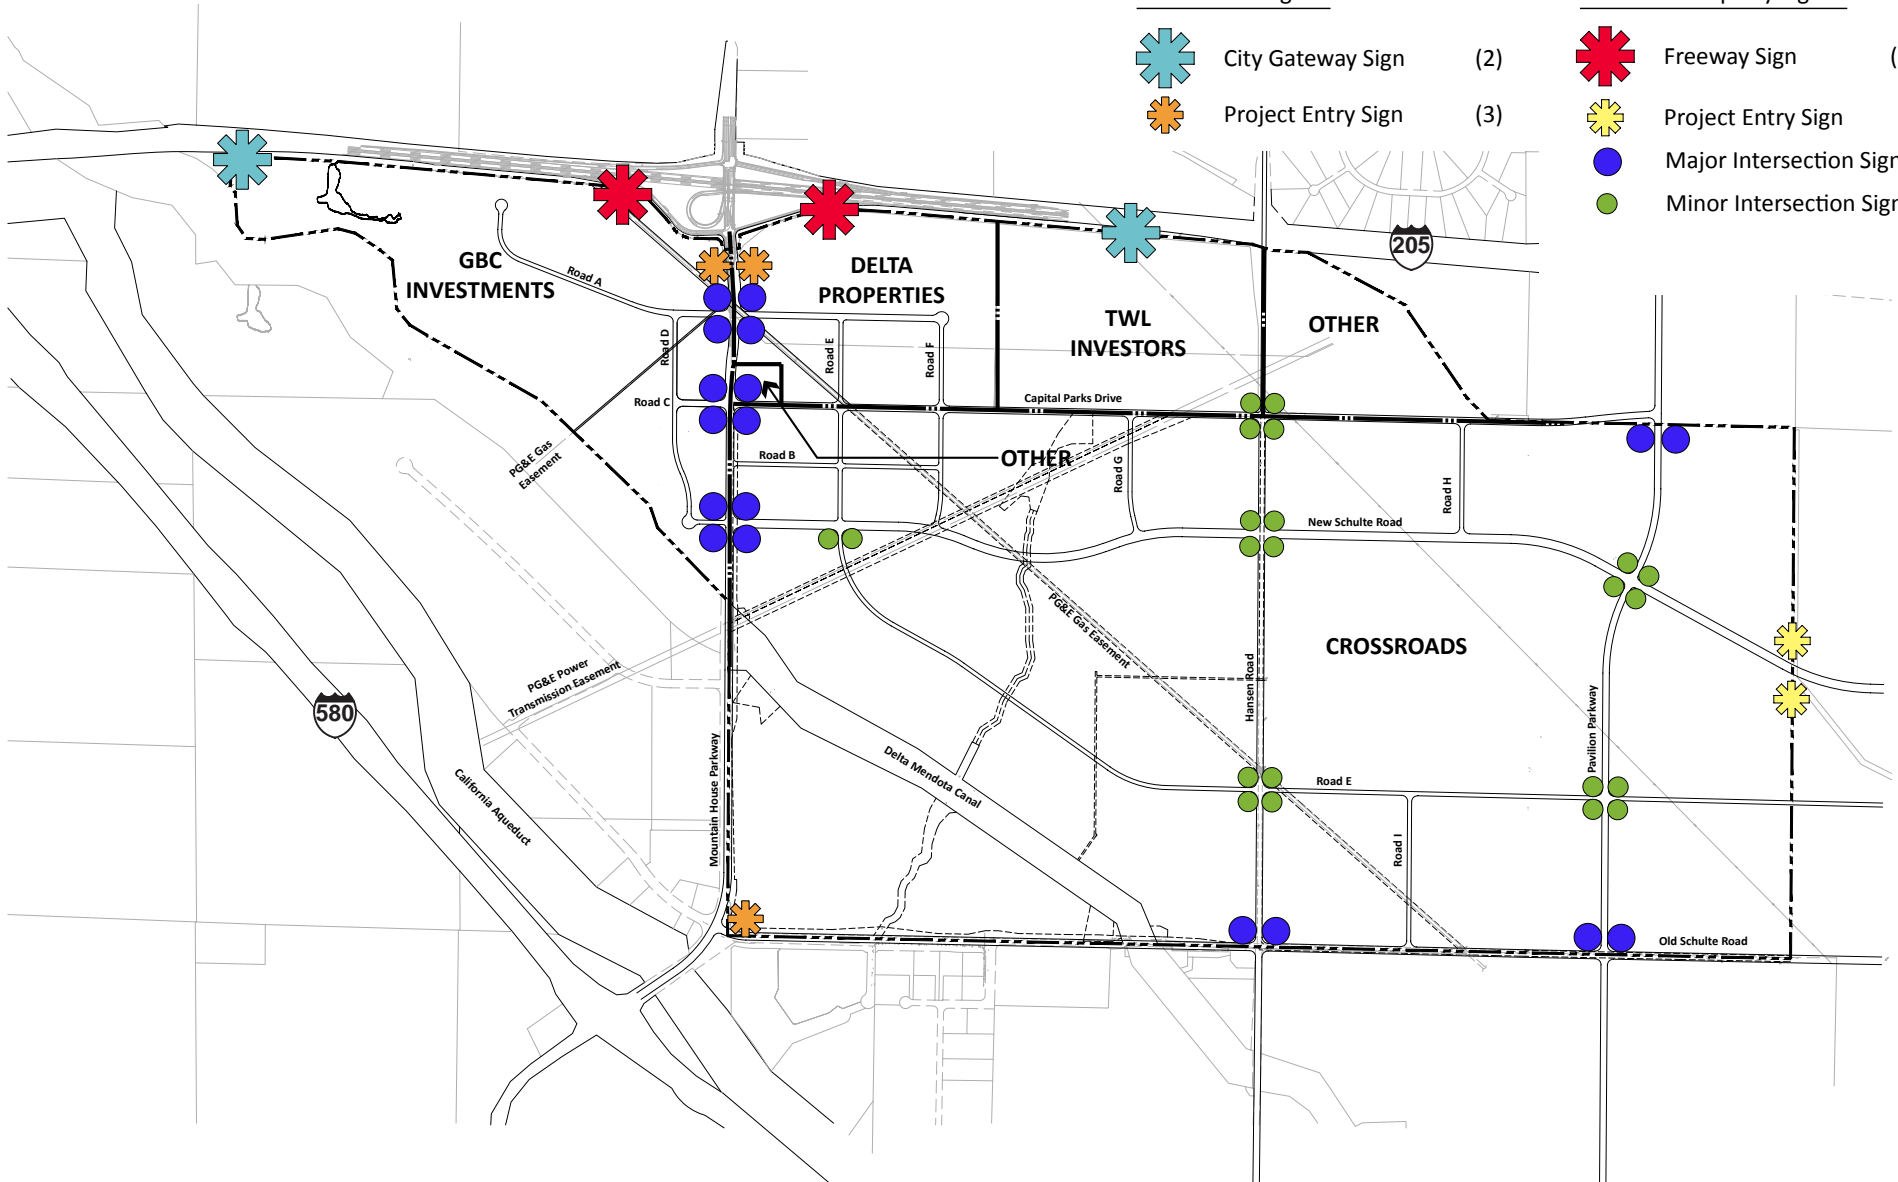 City Gateway Sign (2)
Project Entry Sign (3)
Freeway Sign (
Project Entry Sign
Major Intersection Sign
Minor Intersection Sign
205
GBC
INVESTMENTS
Road A
DELTA
PROPERTIES
TWL
INVESTORS
OTHER
Road D
Road E
Road F
Road C
Capital Parks Drive
PG&E Gas
Easement
Road B
OTHER
Road G
Road H
New Schulte Road
PG&E Gas Easement
CROSSROADS
PG&E Power
Transmission Easement
580
Hansen Road
Pavilion Parkway
Mountain House Parkway
California Aqueduct
Delta Mendota Canal
Road E
Road I
Old Schulte Road